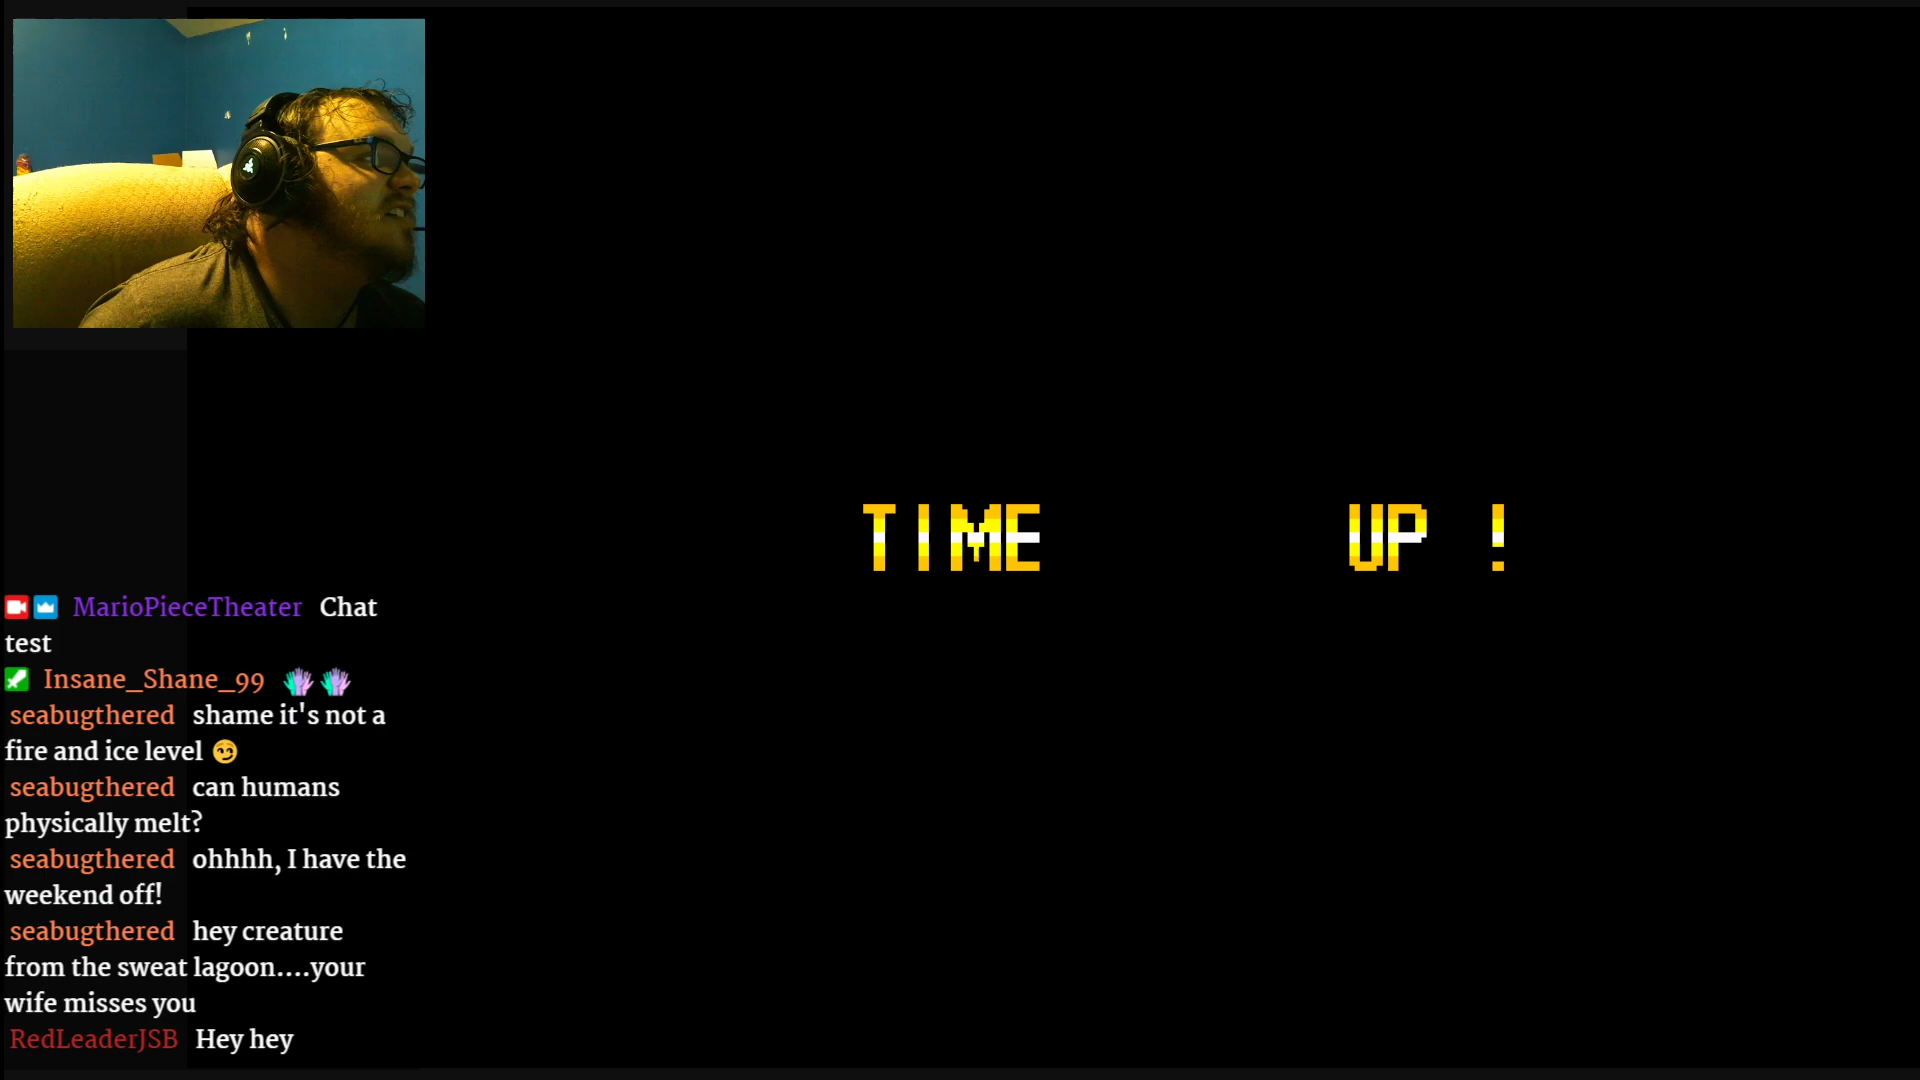 TIME UP !
MarioPieceTheater Chat
test
Insane_Shane_99
seabugthered shame it's not a
fire and ice level
seabugthered can humans
physically melt?
seabugthered ohhhh, I have the
weekend off!
seabugthered hey creature
from the sweat lagoon....your
wife misses you
RedLeaderJSB Hey hey